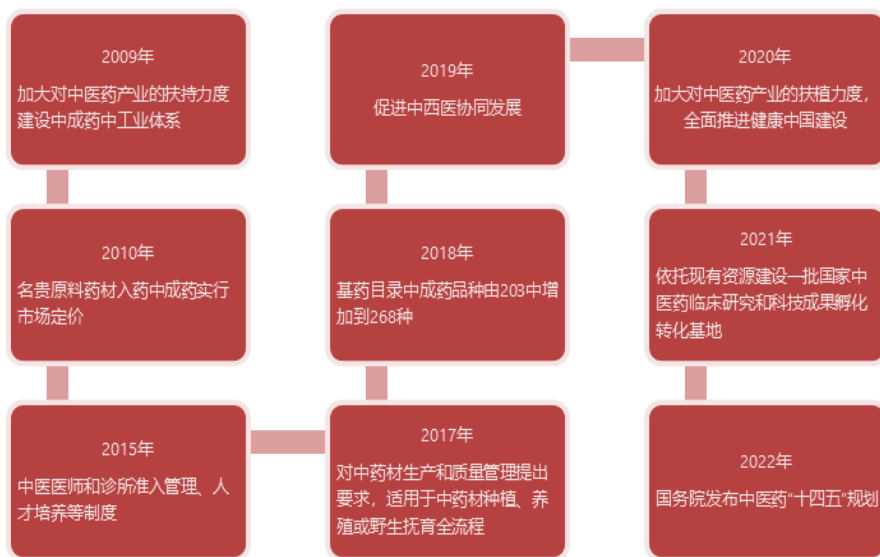 2009年
加大对中医药产业的扶持力度
建设中成药中工业体系
2010年
名贵原料药材入药中成药实行
市场定价
2015年
中医医师和诊所准入管理、人
才培养等制度
2017年
对中药材生产和质量管理提出
要求，适用于中药材种植、养
殖或野生抚育全流程
2018年
基药目录中成药品种由203中增
加到268种
2019年
促进中西医协同发展
2020年
加大对中医药产业的扶植力度，
全面推进健康中国建设
2021年
依托现有资源建设一批国家中
医药临床研究和科技成果孵化
转化基地
2022年
国务院发布中医药“十四五”规划